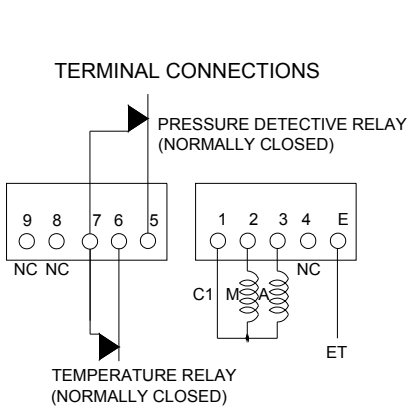 TERMINAL CONNECTIONS
PRESSURE DETECTIVE RELAY
(NORMALLY CLOSED)
9 8 7 6 5
1 2 3 4 E
NC NC
NC
C1 M A
ET
TEMPERATURE RELAY
(NORMALLY CLOSED)